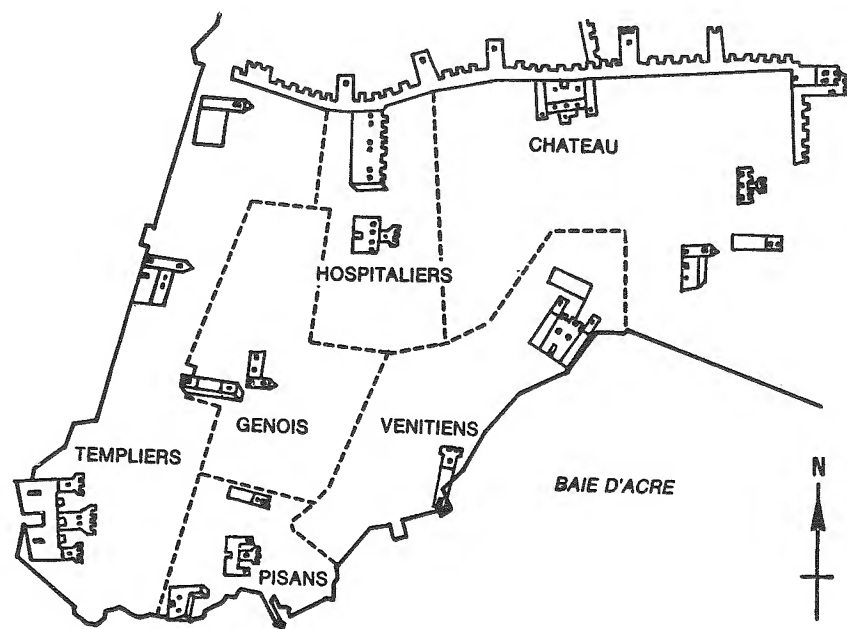 CHATEAU
HOSPITALIERS
GENOIS
VENITIENS
TEMPLIERS
BAIE D'ACRE
N
PISANS